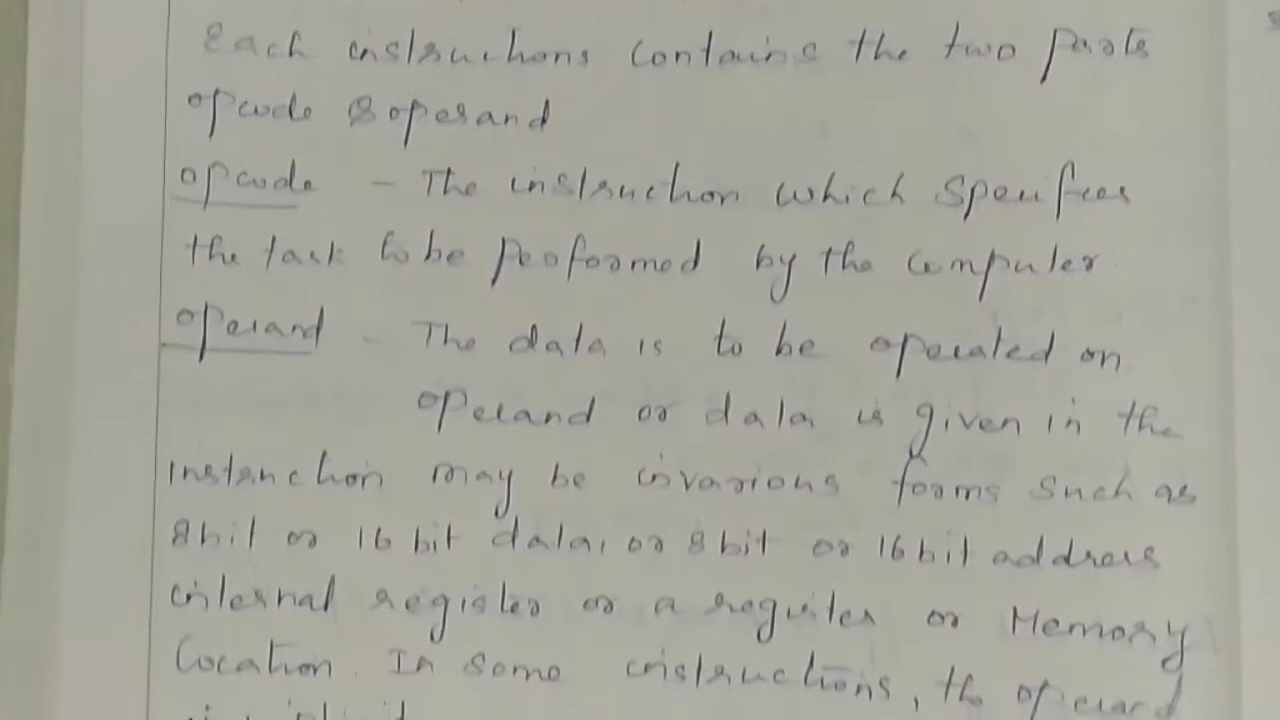 Each instructions contains the two parts
opcode & operand
opcode - The instruction which specifies
the task to be performed by the computer
operand - The data is to be operated on
operand or data is given in the
instruction may be in various forms such as
8 bit or 16 bit data, or 8 bit or 16 bit address
internal register or a register or Memory
location. In some instructions, the operand